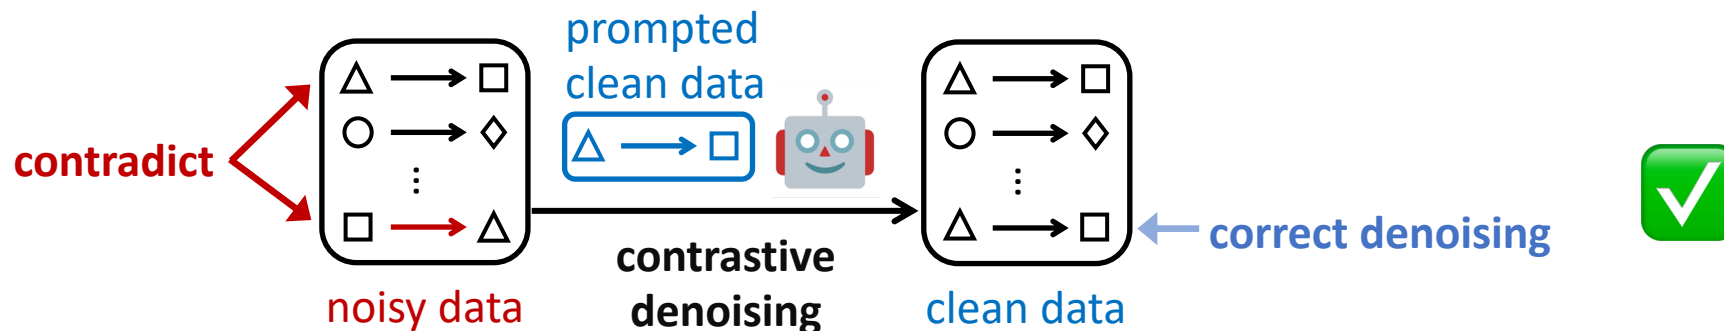 contradict
noisy data
prompted
clean data
contrastive
denoising
clean data
correct denoising